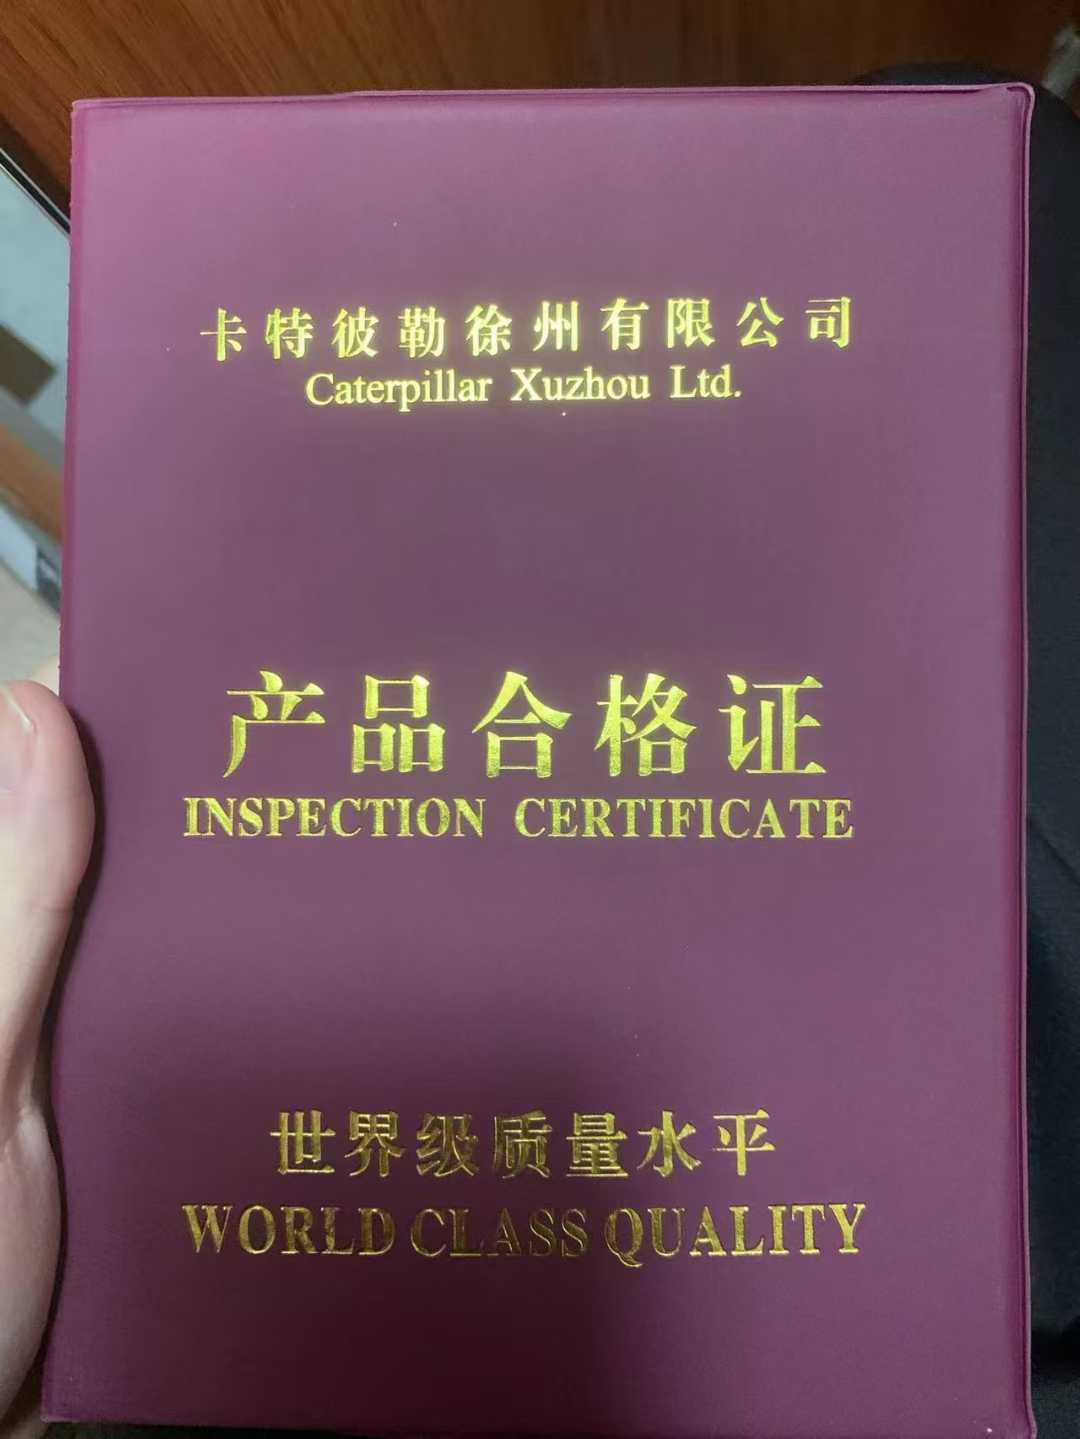 卡特彼勒徐州有限公司
Caterpillar Xuzhou Ltd.
产品合格证
INSPECTION CERTIFICATE
世界级质量水平
WORLD CLASS QUALITY